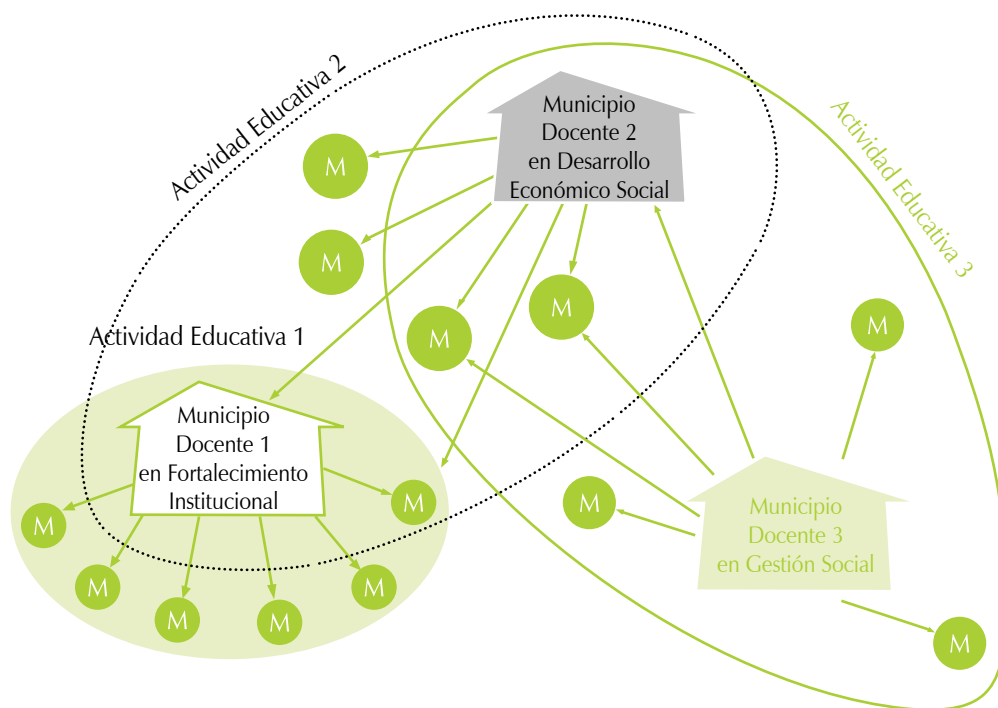 Actividad Educativa 2
Municipio
Docente 2
en Desarrollo
Económico Social
Actividad Educativa 3
M
M
M
M
M
Actividad Educativa 1
Municipio
Docente 1
en Fortalecimiento
Institucional
M
M
M
M
M
M
Municipio
Docente 3
en Gestión Social
M
M